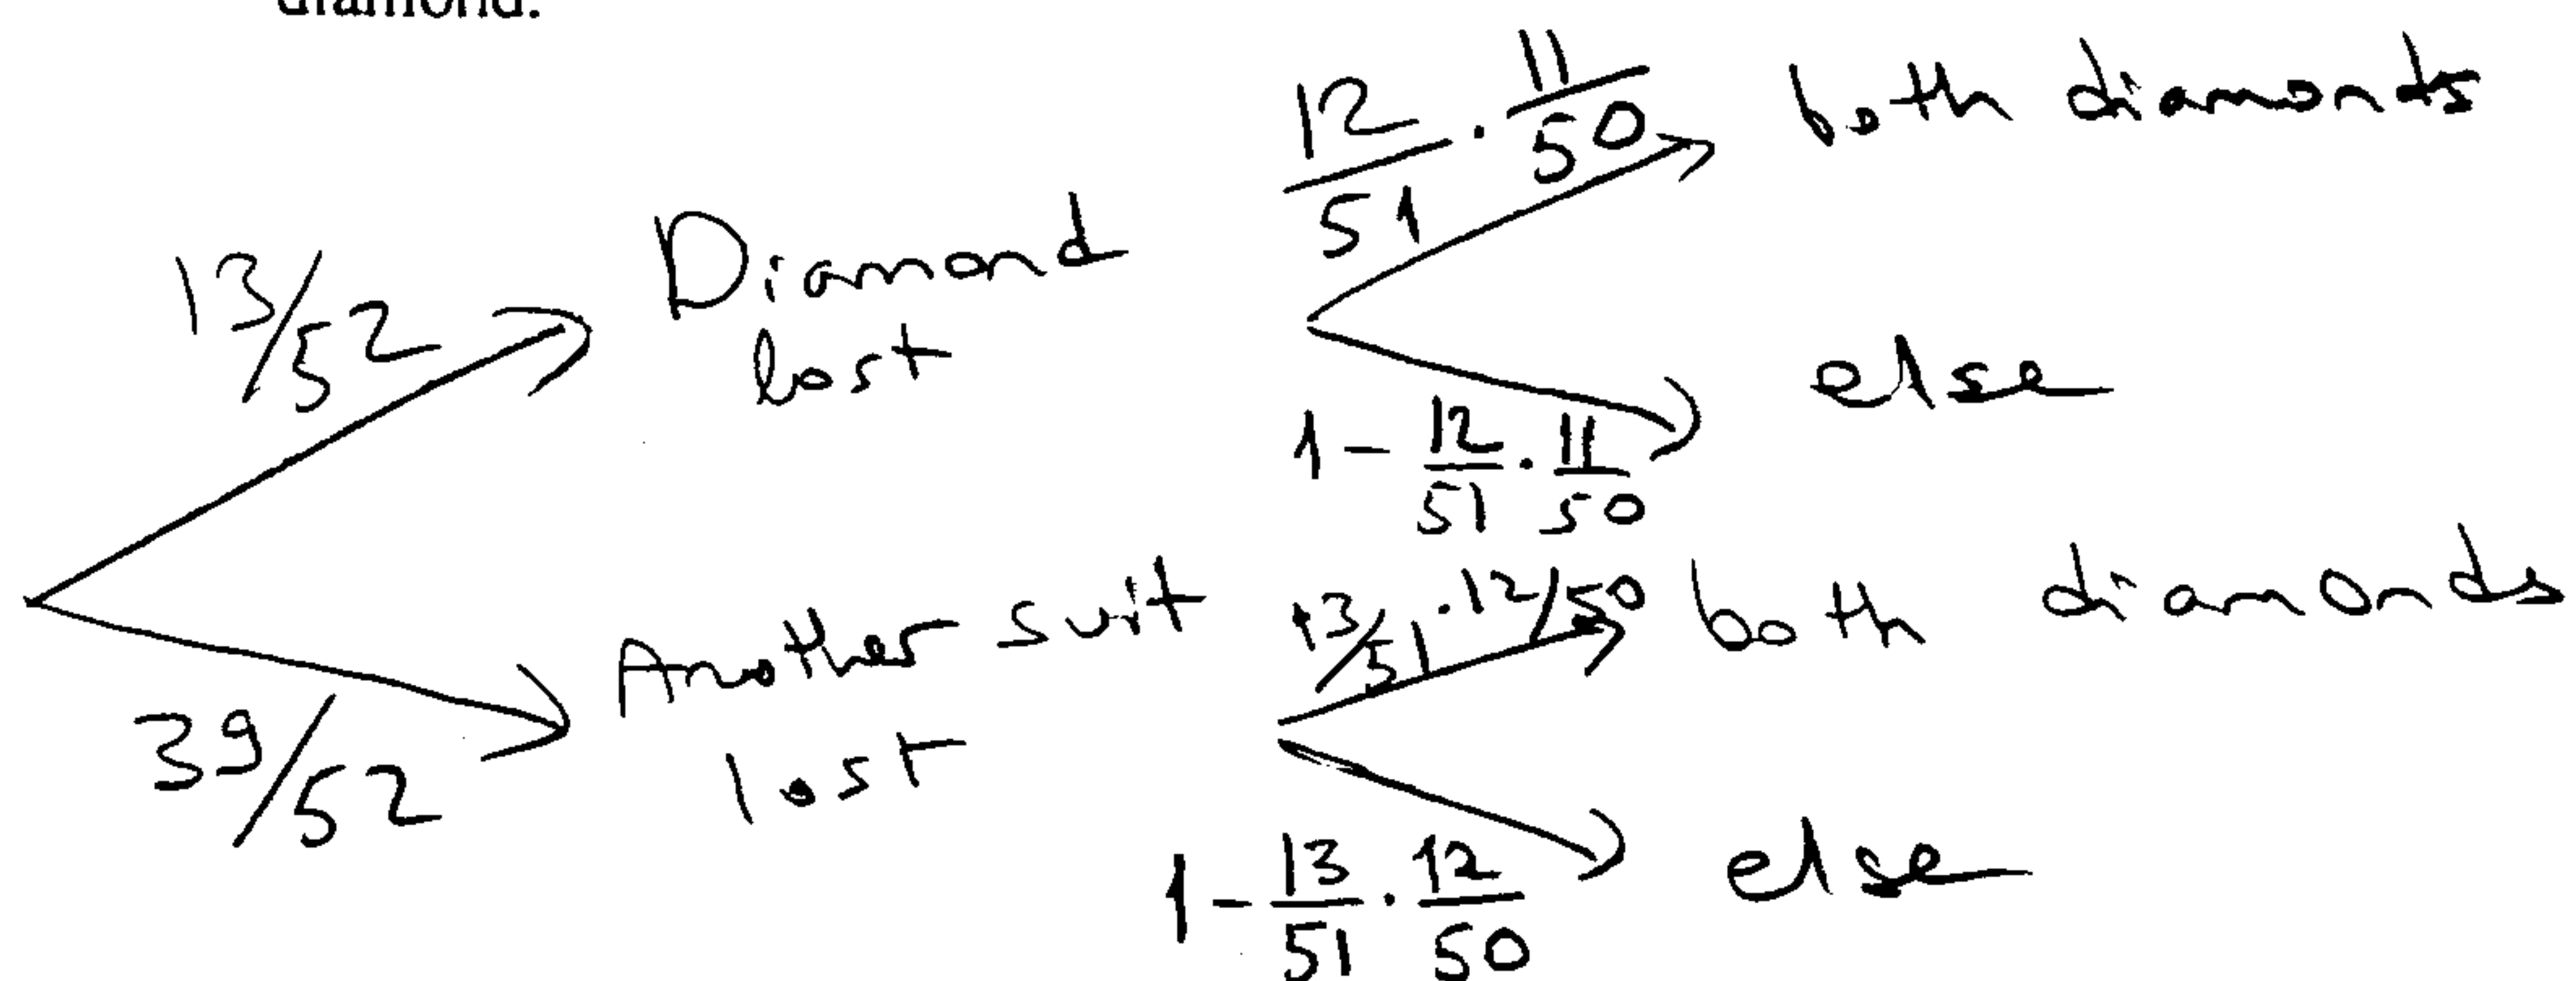 diamond.
12/51 · 11/50 both diamonds
13/52 Diamond lost
else
1 - 12/51 · 11/50
13/51 · 12/50 both diamonds
Another suit lost
39/52
else
1 - 13/51 · 12/50